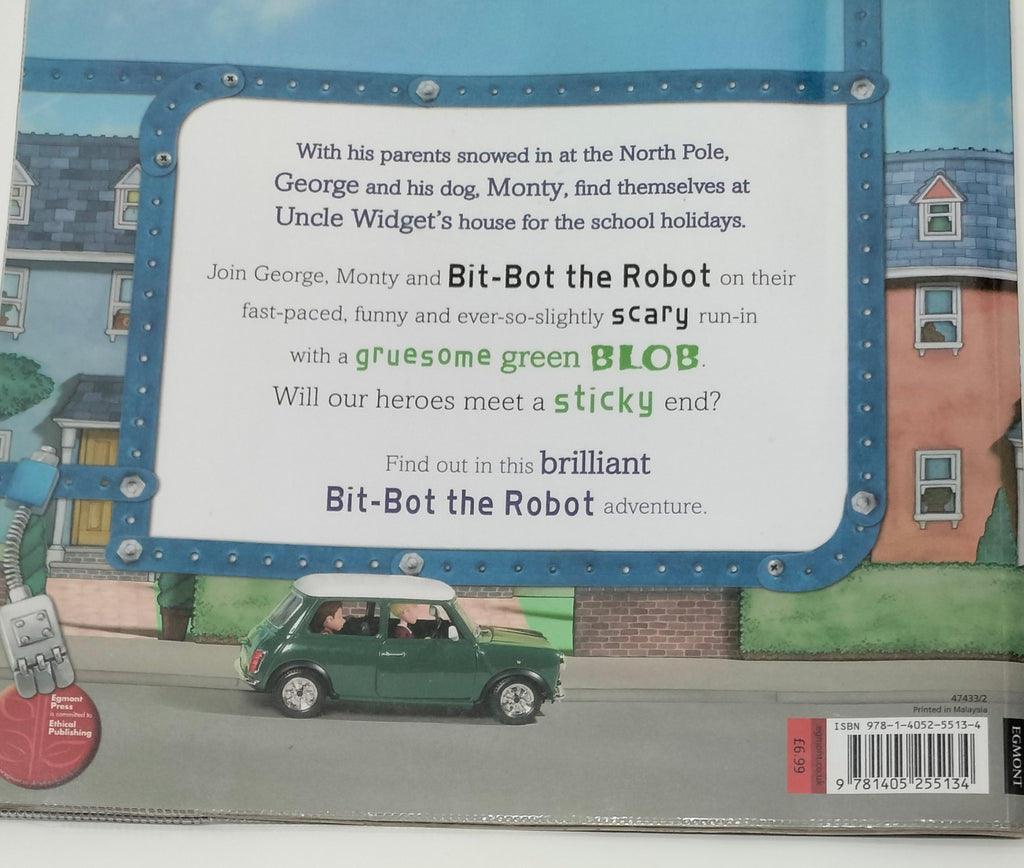 With his parents snowed in at the North Pole,
George and his dog, Monty, find themselves at
Uncle Widget's house for the school holidays.
Join George, Monty and Bit-Bot the Robot on their
fast-paced, funny and ever-so-slightly scary run-in
with a gruesome green BLOB.
Will our heroes meet a sticky end?
Find out in this brilliant
Bit-Bot the Robot adventure.
Egmont
Press
is committed to
Ethical
Publishing
47433/2
Printed in Malaysia
£6.99
egmont.co.uk
ISBN 978-1-4052-5513-4
9 781405 255134
EGMONT